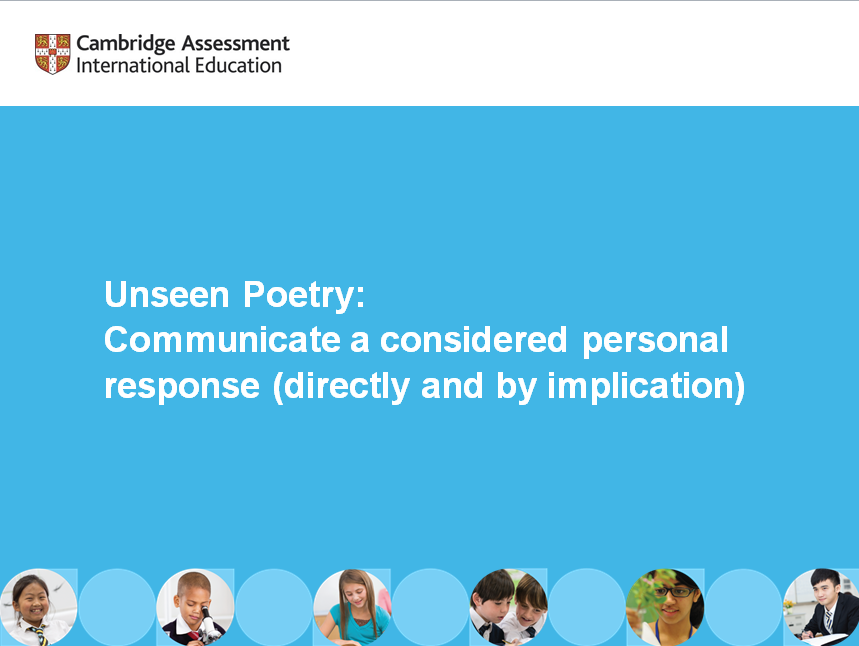 Cambridge Assessment
International Education
Unseen Poetry:
Communicate a considered personal
response (directly and by implication)